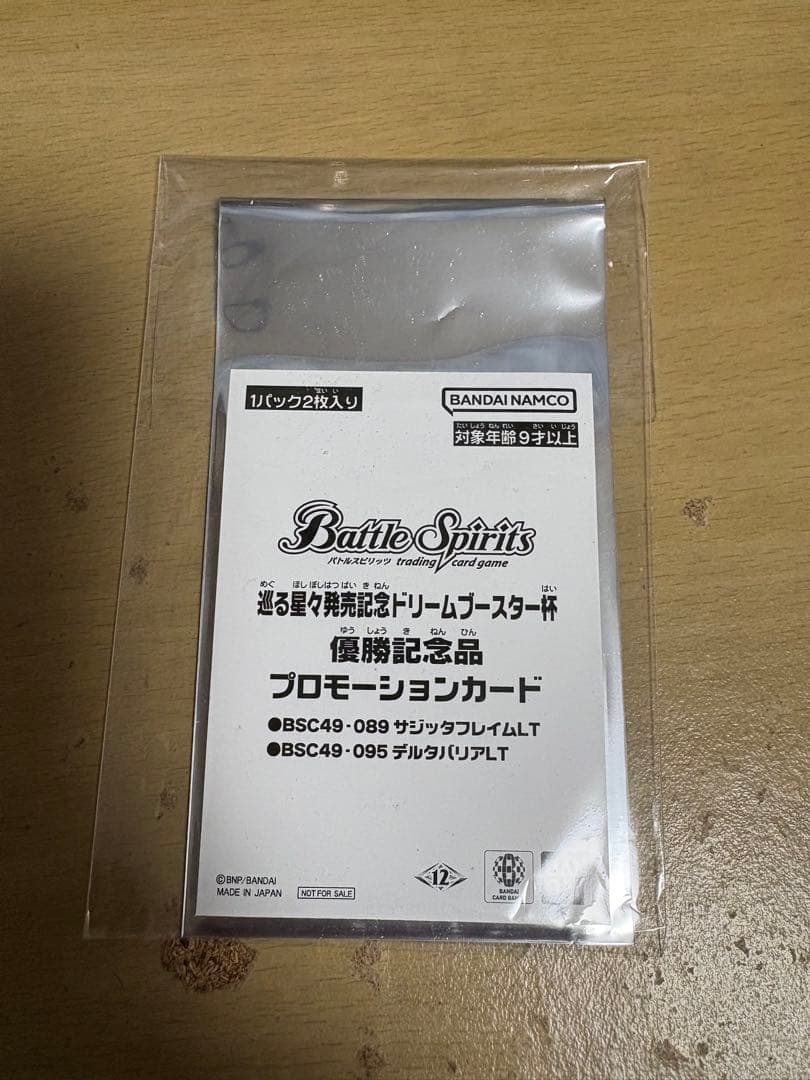 1パック2枚入り
BANDAI NAMCO
対象年齢9才以上
Battle Spirits
バトルスピリッツ trading card game
巡る星々発売記念ドリームブースター杯
優勝記念品
プロモーションカード
●BSC49-089 サジッタフレイムLT
●BSC49-095 デルタバリアLT
©BNP/BANDAI
MADE IN JAPAN
NOT FOR SALE
12
BANDAI
CARD